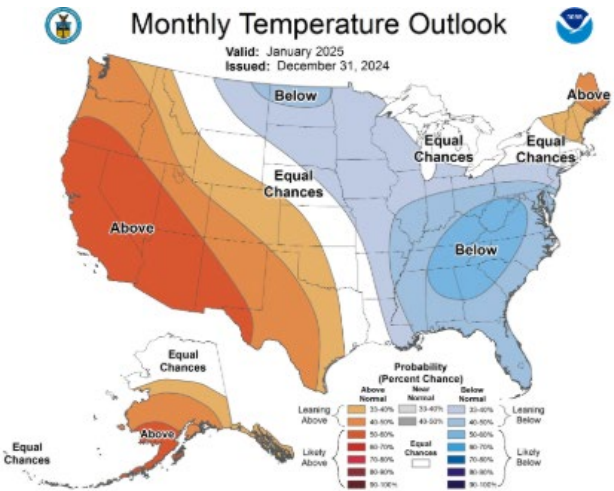 Monthly Temperature Outlook
Valid: January 2025
Issued: December 31, 2024
Below
Above
Equal
Chances
Equal
Chances
Equal
Chances
Above
Below
Equal
Chances
Above
Equal
Chances
Probability
(Percent Chance)
Above
Normal
Near
Normal
Below
Normal
Leaning
Above
33-40%
40-50%
33-40%
40-50%
33-40%
40-50%
Leaning
Below
Likely
Above
50-60%
60-70%
70-80%
80-90%
90-100%
Equal
Chances
50-60%
60-70%
70-80%
80-90%
90-100%
Likely
Below